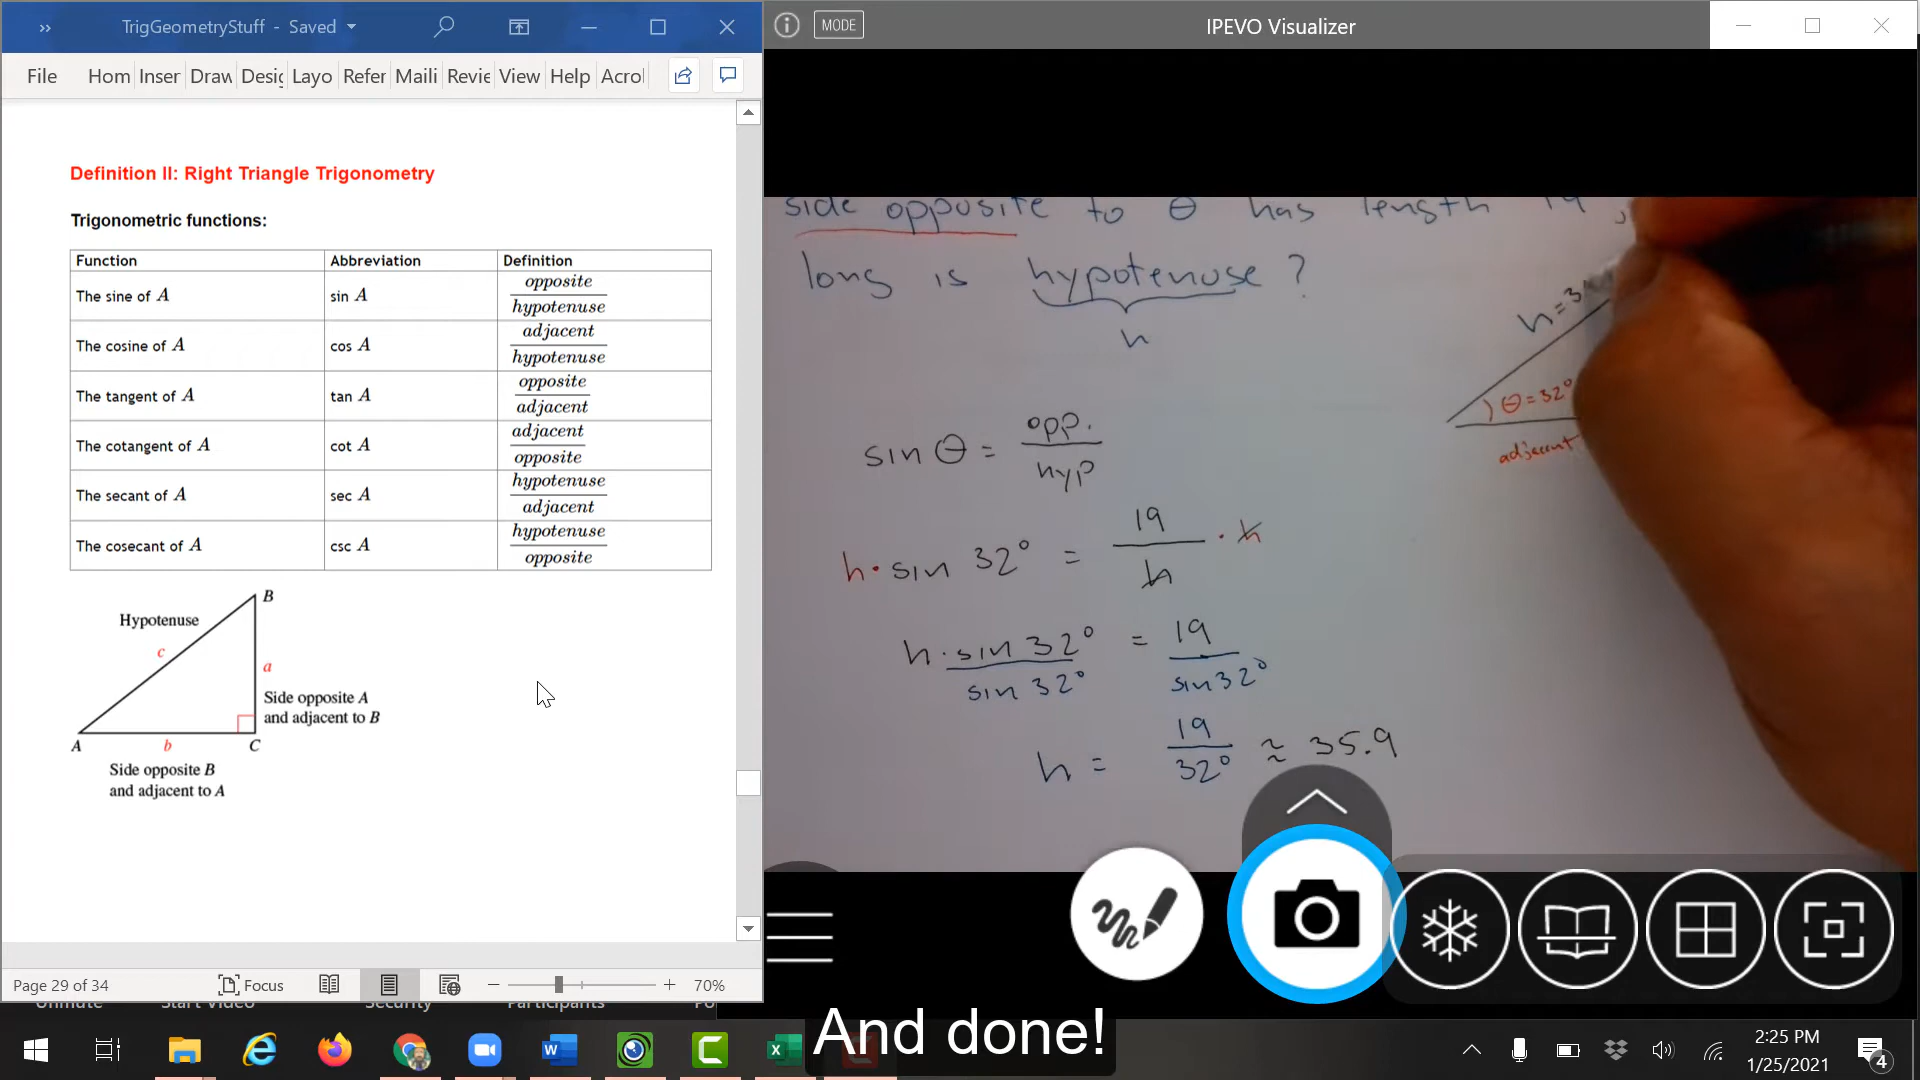 TrigGeometryStuff - Saved
File Hom Inser Draw Desig Layo Refer Maili Revie View Help Acrol
Definition II: Right Triangle Trigonometry
Trigonometric functions:
Function Abbreviation Definition
The sine of A sin A opposite
hypotenuse
The cosine of A cos A adjacent
hypotenuse
The tangent of A tan A opposite
adjacent
The cotangent of A cot A adjacent
opposite
The secant of A sec A hypotenuse
adjacent
The cosecant of A csc A hypotenuse
opposite
B
Hypotenuse
c
a
Side opposite A
and adjacent to B
A b C
Side opposite B
and adjacent to A
Page 29 of 34 Focus 70%
MODE IPEVO Visualizer
side opposite to θ has length 19,
long is hypotenuse?
h
h=3
θ=32°
adjacent
sin θ = opp.
hyp
h·sin 32° = 19 · h
h
h·sin 32° = 19
sin 32° sin 32°
h = 19 ≈ 35.9
32°
And done!
2:25 PM
1/25/2021
4